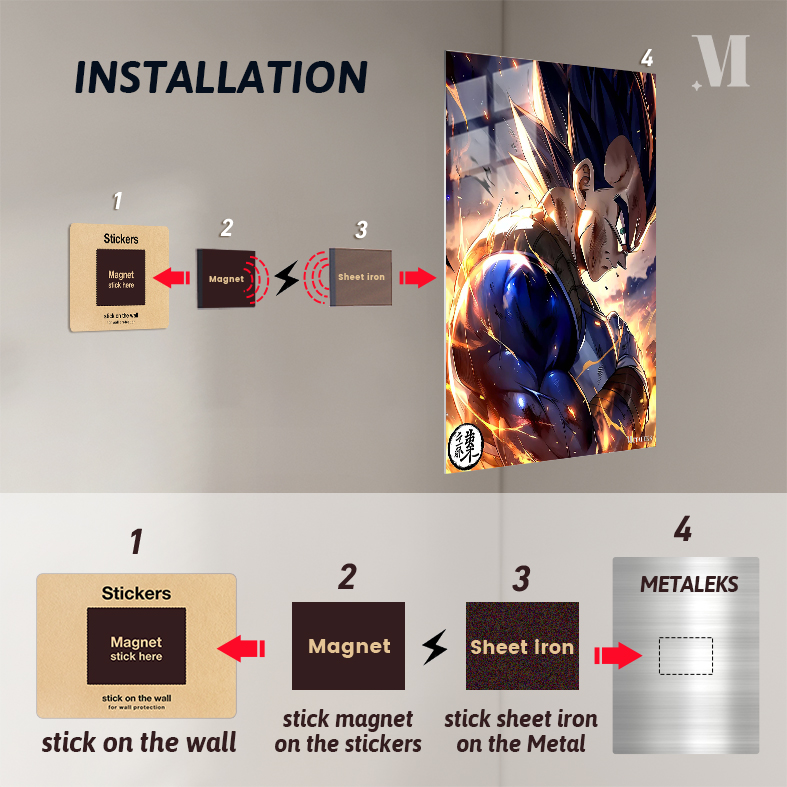 INSTALLATION
M
4
1
2
3
Stickers
Magnet
stick here
stick on the wall
for wall protection
Magnet
Sheet iron
1
2
3
4
Stickers
Magnet
stick here
stick on the wall
for wall protection
Magnet
Sheet iron
METALEKS
stick on the wall
stick magnet
on the stickers
stick sheet iron
on the Metal